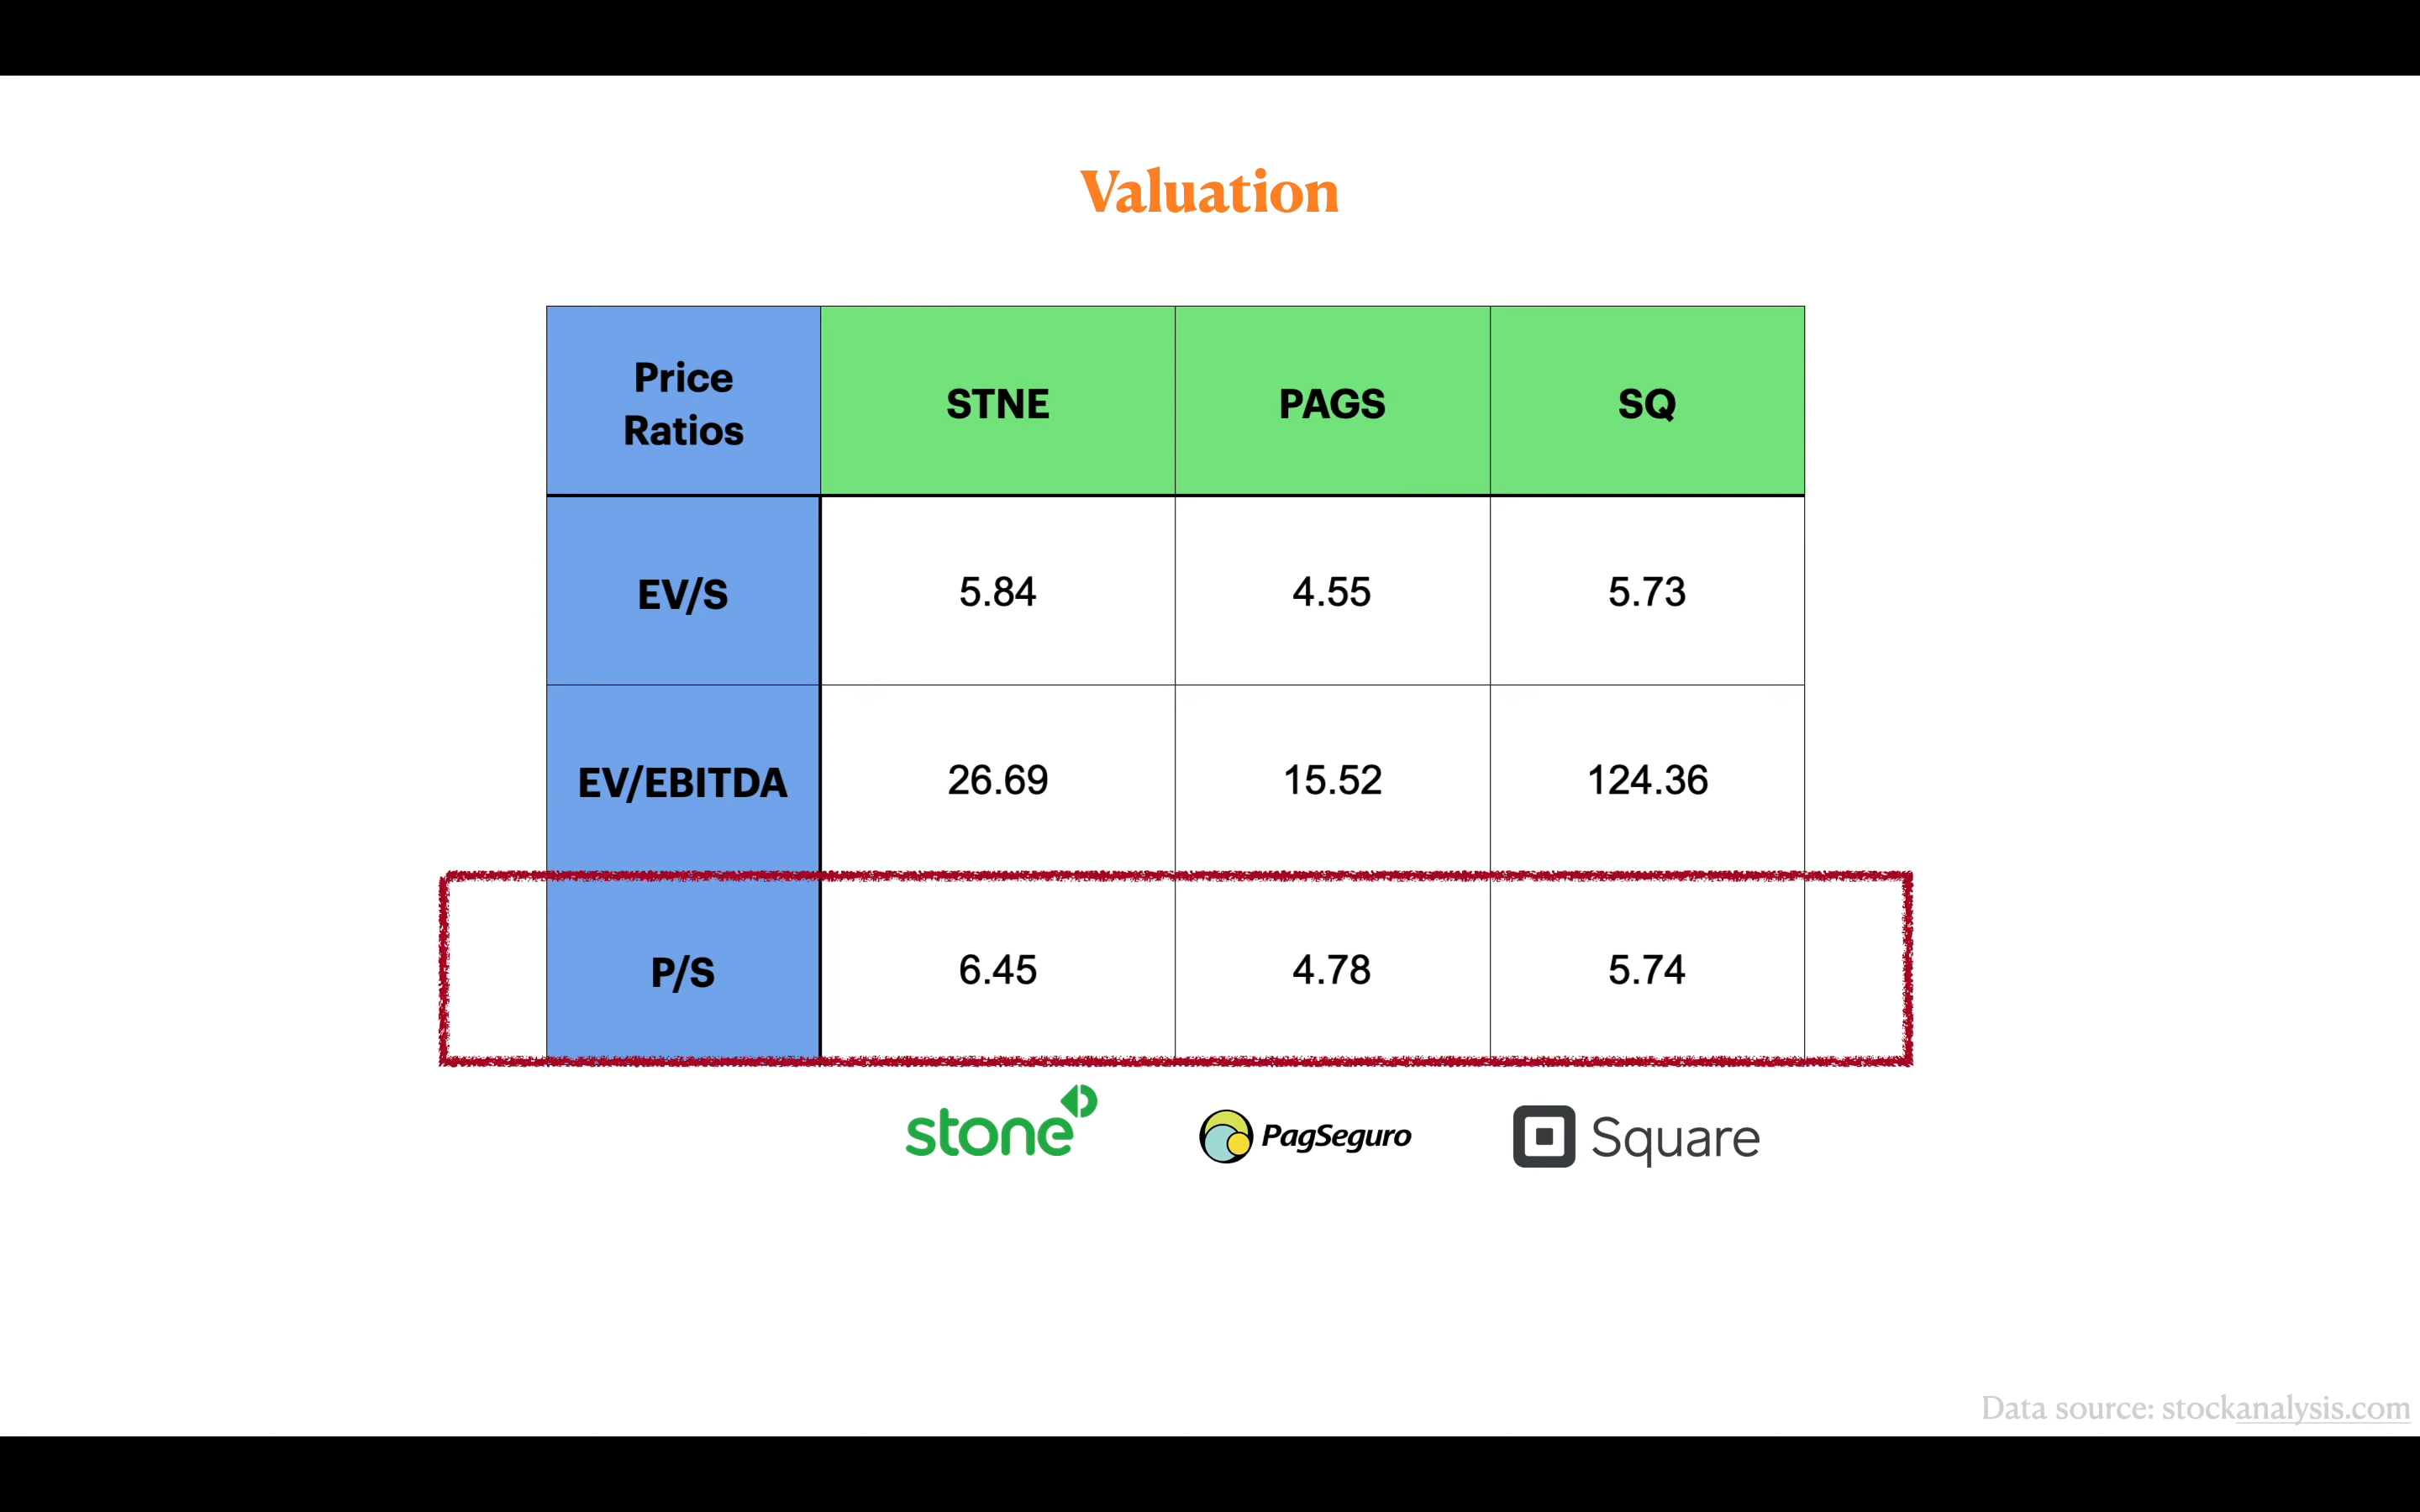 Valuation
Price
Ratios
STNE
PAGS
SQ
EV/S
5.84
4.55
5.73
EV/EBITDA
26.69
15.52
124.36
P/S
6.45
4.78
5.74
stone
PagSeguro
Square
Data source: stockanalysis.com